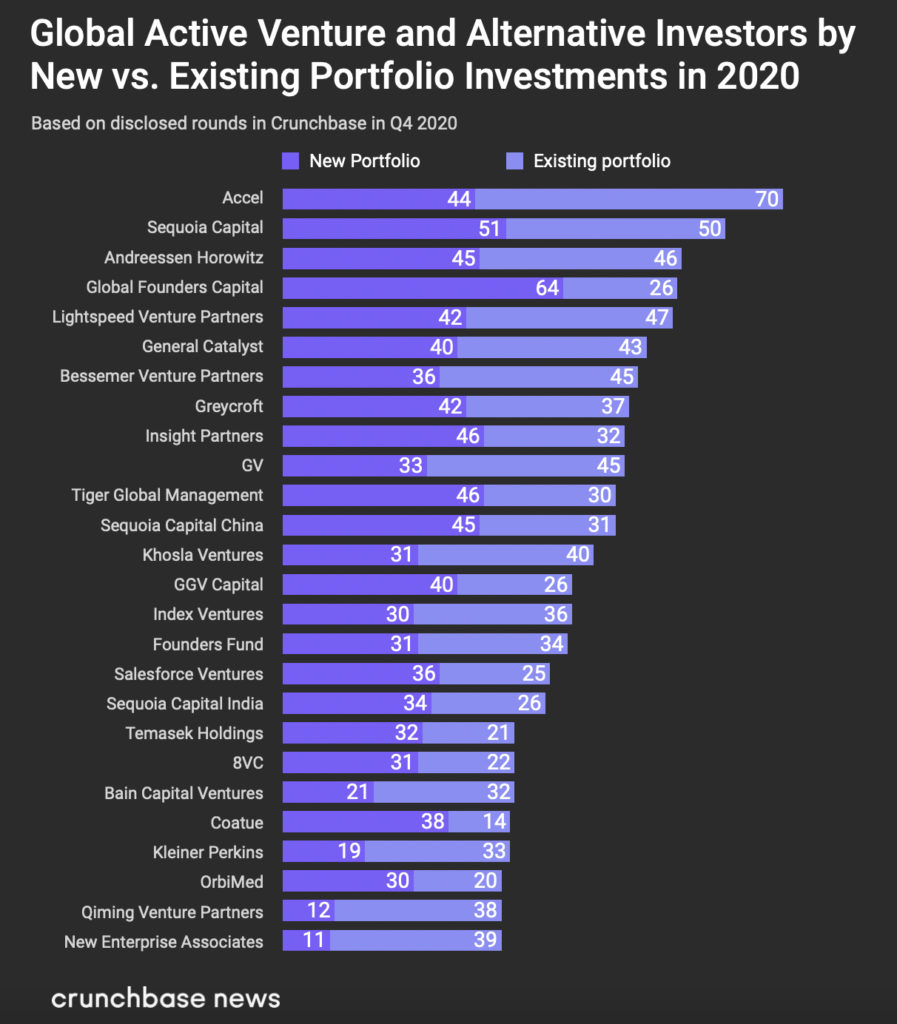 Global Active Venture and Alternative Investors by
New vs. Existing Portfolio Investments in 2020
Based on disclosed rounds in Crunchbase in Q4 2020
New Portfolio Existing portfolio
Accel 44 70
Sequoia Capital 51 50
Andreessen Horowitz 45 46
Global Founders Capital 64 26
Lightspeed Venture Partners 42 47
General Catalyst 40 43
Bessemer Venture Partners 36 45
Greycroft 42 37
Insight Partners 46 32
GV 33 45
Tiger Global Management 46 30
Sequoia Capital China 45 31
Khosla Ventures 31 40
GGV Capital 40 26
Index Ventures 30 36
Founders Fund 31 34
Salesforce Ventures 36 25
Sequoia Capital India 34 26
Temasek Holdings 32 21
8VC 31 22
Bain Capital Ventures 21 32
Coatue 38 14
Kleiner Perkins 19 33
OrbiMed 30 20
Qiming Venture Partners 12 38
New Enterprise Associates 11 39
crunchbase news